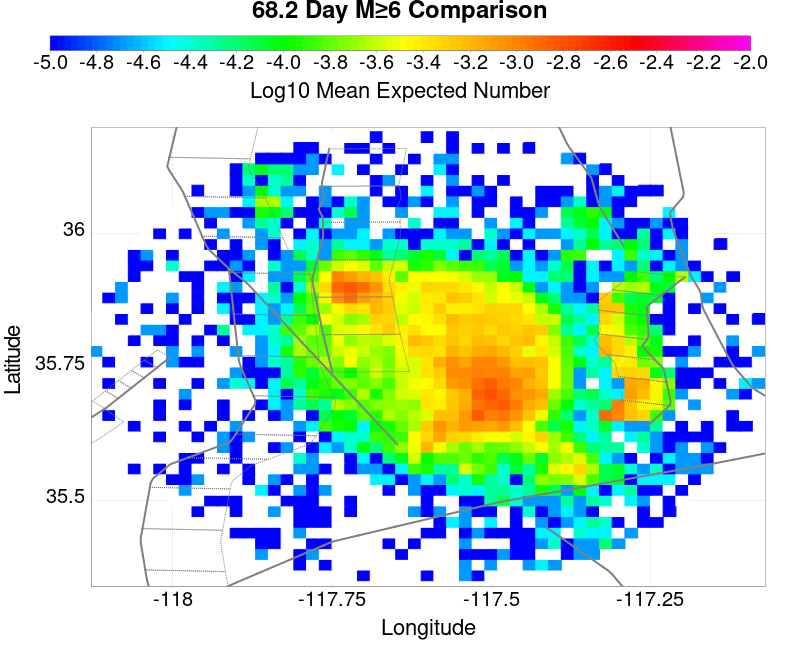 68.2 Day M≥6 Comparison
-5.0 -4.8 -4.6 -4.4 -4.2 -4.0 -3.8 -3.6 -3.4 -3.2 -3.0 -2.8 -2.6 -2.4 -2.2 -2.0
Log10 Mean Expected Number
36
35.75
35.5
Latitude
-118 -117.75 -117.5 -117.25
Longitude